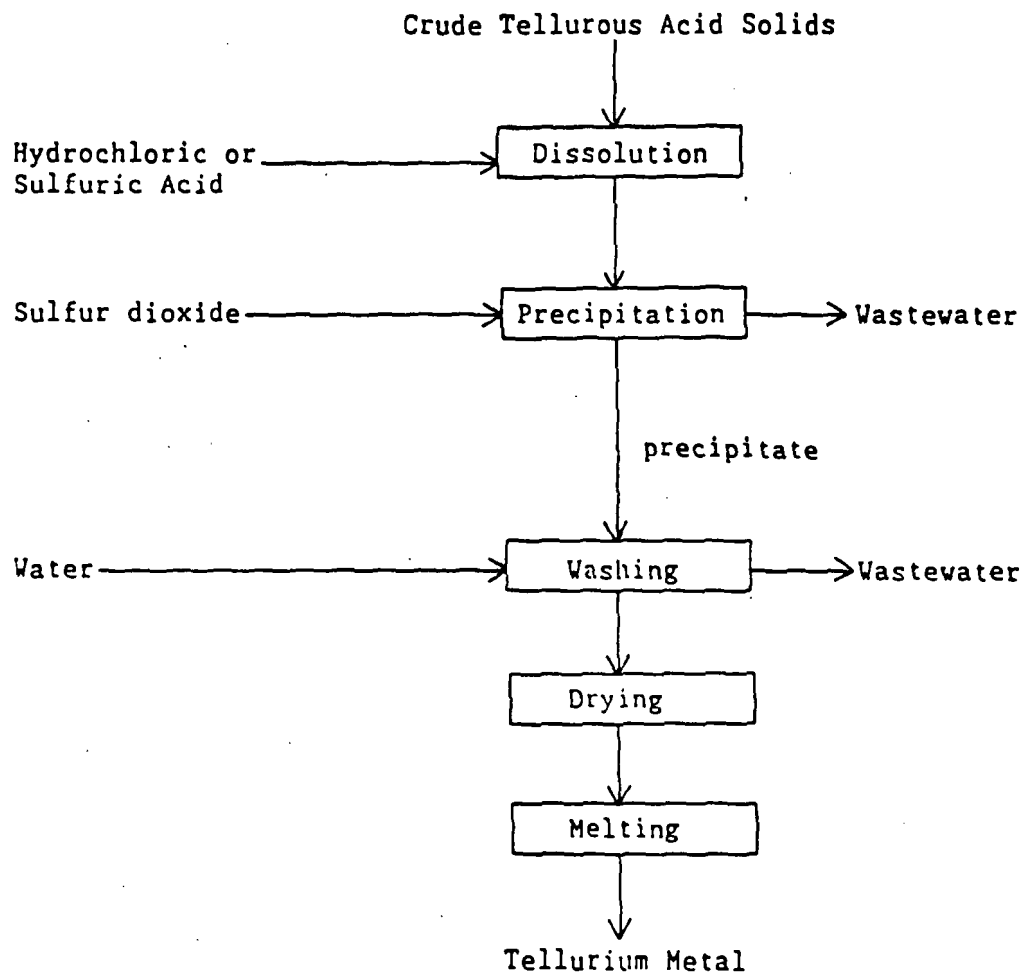 Crude Tellurous Acid Solids
Dissolution
Hydrochloric or
Sulfuric Acid
Sulfur dioxide
Precipitation
Wastewater
precipitate
Water
Washing
Wastewater
Drying
Melting
Tellurium Metal